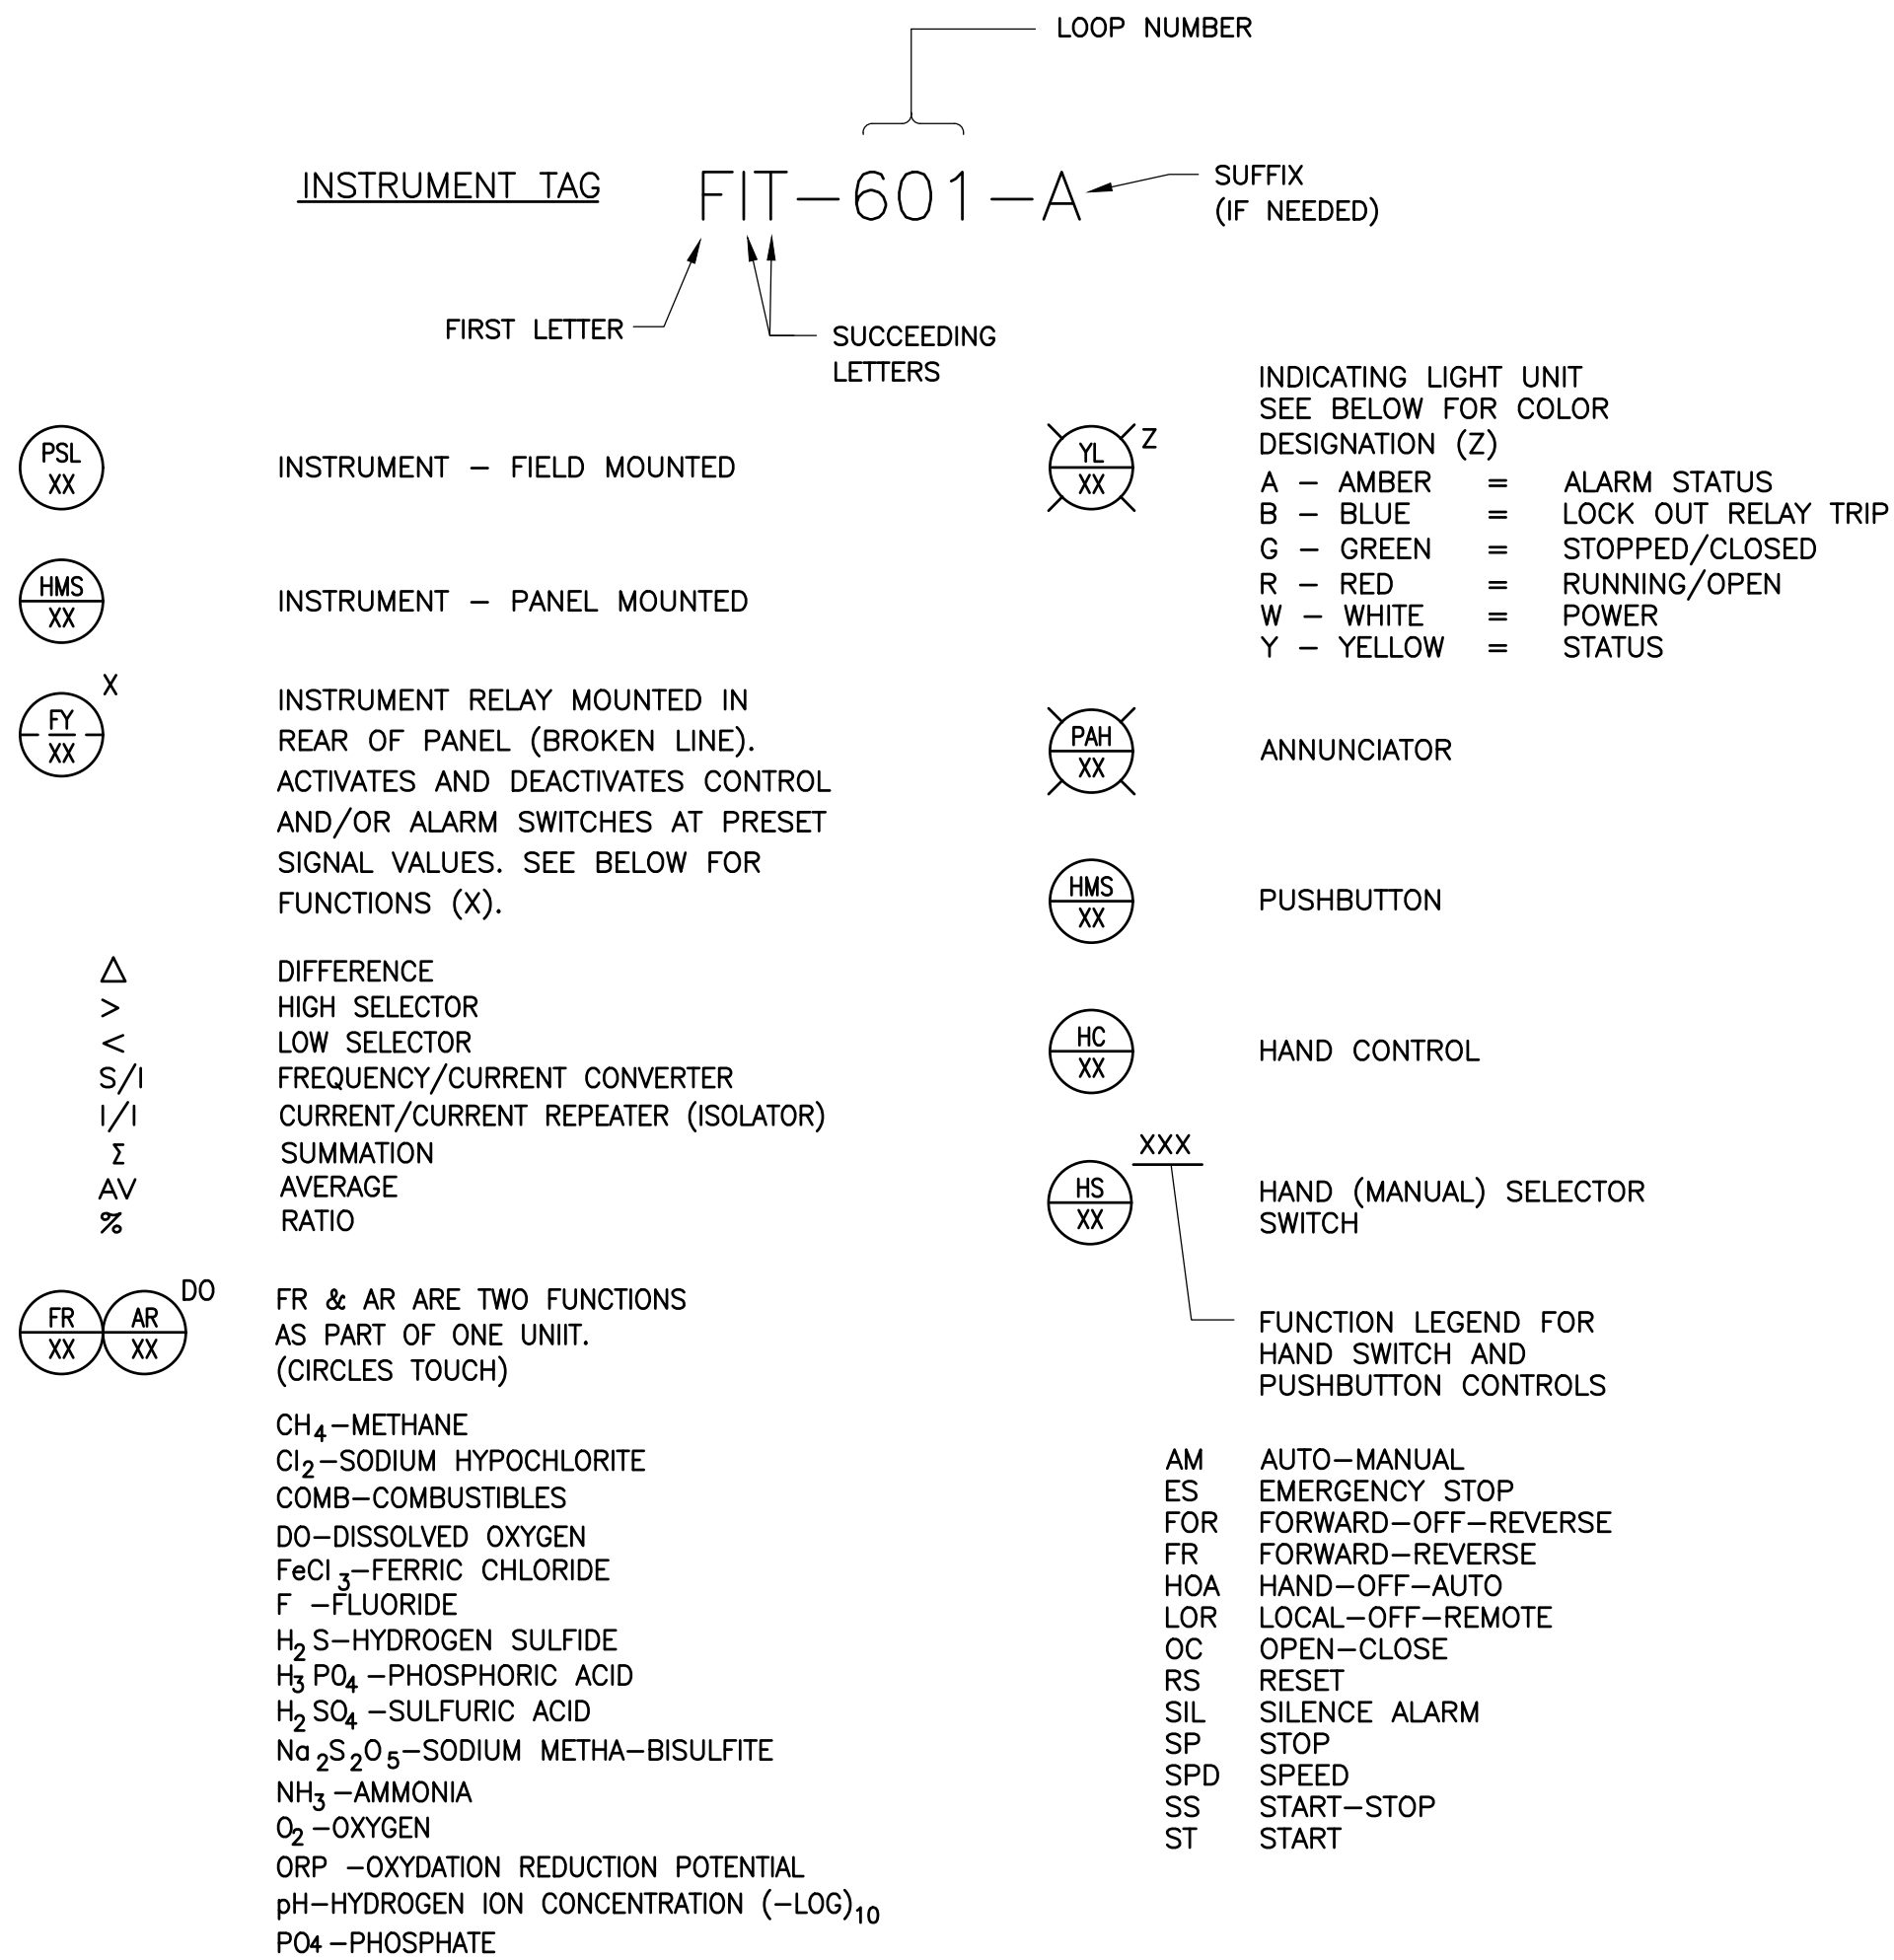 LOOP NUMBER
INSTRUMENT TAG
FIT-601-A
SUFFIX
(IF NEEDED)
FIRST LETTER
SUCCEEDING
LETTERS
PSL
XX
INSTRUMENT - FIELD MOUNTED
HMS
XX
INSTRUMENT - PANEL MOUNTED
FY
XX
X
INSTRUMENT RELAY MOUNTED IN
REAR OF PANEL (BROKEN LINE).
ACTIVATES AND DEACTIVATES CONTROL
AND/OR ALARM SWITCHES AT PRESET
SIGNAL VALUES. SEE BELOW FOR
FUNCTIONS (X).
△ DIFFERENCE
> HIGH SELECTOR
< LOW SELECTOR
S/I FREQUENCY/CURRENT CONVERTER
I/I CURRENT/CURRENT REPEATER (ISOLATOR)
Σ SUMMATION
AV AVERAGE
% RATIO
FR
XX
AR
XX
DO
FR & AR ARE TWO FUNCTIONS
AS PART OF ONE UNIIT.
(CIRCLES TOUCH)
CH₄-METHANE
Cl₂-SODIUM HYPOCHLORITE
COMB-COMBUSTIBLES
DO-DISSOLVED OXYGEN
FeCl₃-FERRIC CHLORIDE
F -FLUORIDE
H₂S-HYDROGEN SULFIDE
H₃PO₄-PHOSPHORIC ACID
H₂SO₄-SULFURIC ACID
Na₂S₂O₅-SODIUM METHA-BISULFITE
NH₃-AMMONIA
O₂-OXYGEN
ORP -OXYDATION REDUCTION POTENTIAL
pH-HYDROGEN ION CONCENTRATION (-LOG)₁₀
PO4-PHOSPHATE
YL
XX
Z
INDICATING LIGHT UNIT
SEE BELOW FOR COLOR
DESIGNATION (Z)
A - AMBER = ALARM STATUS
B - BLUE = LOCK OUT RELAY TRIP
G - GREEN = STOPPED/CLOSED
R - RED = RUNNING/OPEN
W - WHITE = POWER
Y - YELLOW = STATUS
PAH
XX
ANNUNCIATOR
HMS
XX
PUSHBUTTON
HC
XX
HAND CONTROL
XXX
HS
XX
HAND (MANUAL) SELECTOR
SWITCH
FUNCTION LEGEND FOR
HAND SWITCH AND
PUSHBUTTON CONTROLS
AM AUTO-MANUAL
ES EMERGENCY STOP
FOR FORWARD-OFF-REVERSE
FR FORWARD-REVERSE
HOA HAND-OFF-AUTO
LOR LOCAL-OFF-REMOTE
OC OPEN-CLOSE
RS RESET
SIL SILENCE ALARM
SP STOP
SPD SPEED
SS START-STOP
ST START